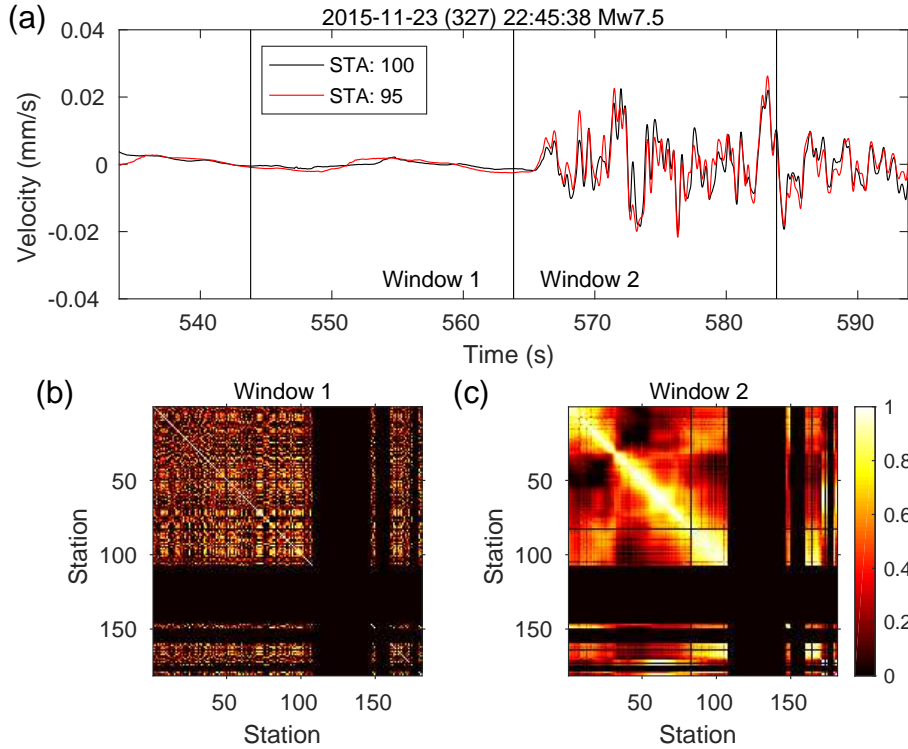 (a)
2015-11-23 (327) 22:45:38 Mw7.5
0.04
0.02
0
-0.02
-0.04
Velocity (mm/s)
STA: 100
STA: 95
Window 1
Window 2
540
550
560
570
580
590
Time (s)
(b)
Window 1
50
100
150
Station
50
100
150
Station
(c)
Window 2
50
100
150
Station
50
100
150
Station
1
0.8
0.6
0.4
0.2
0